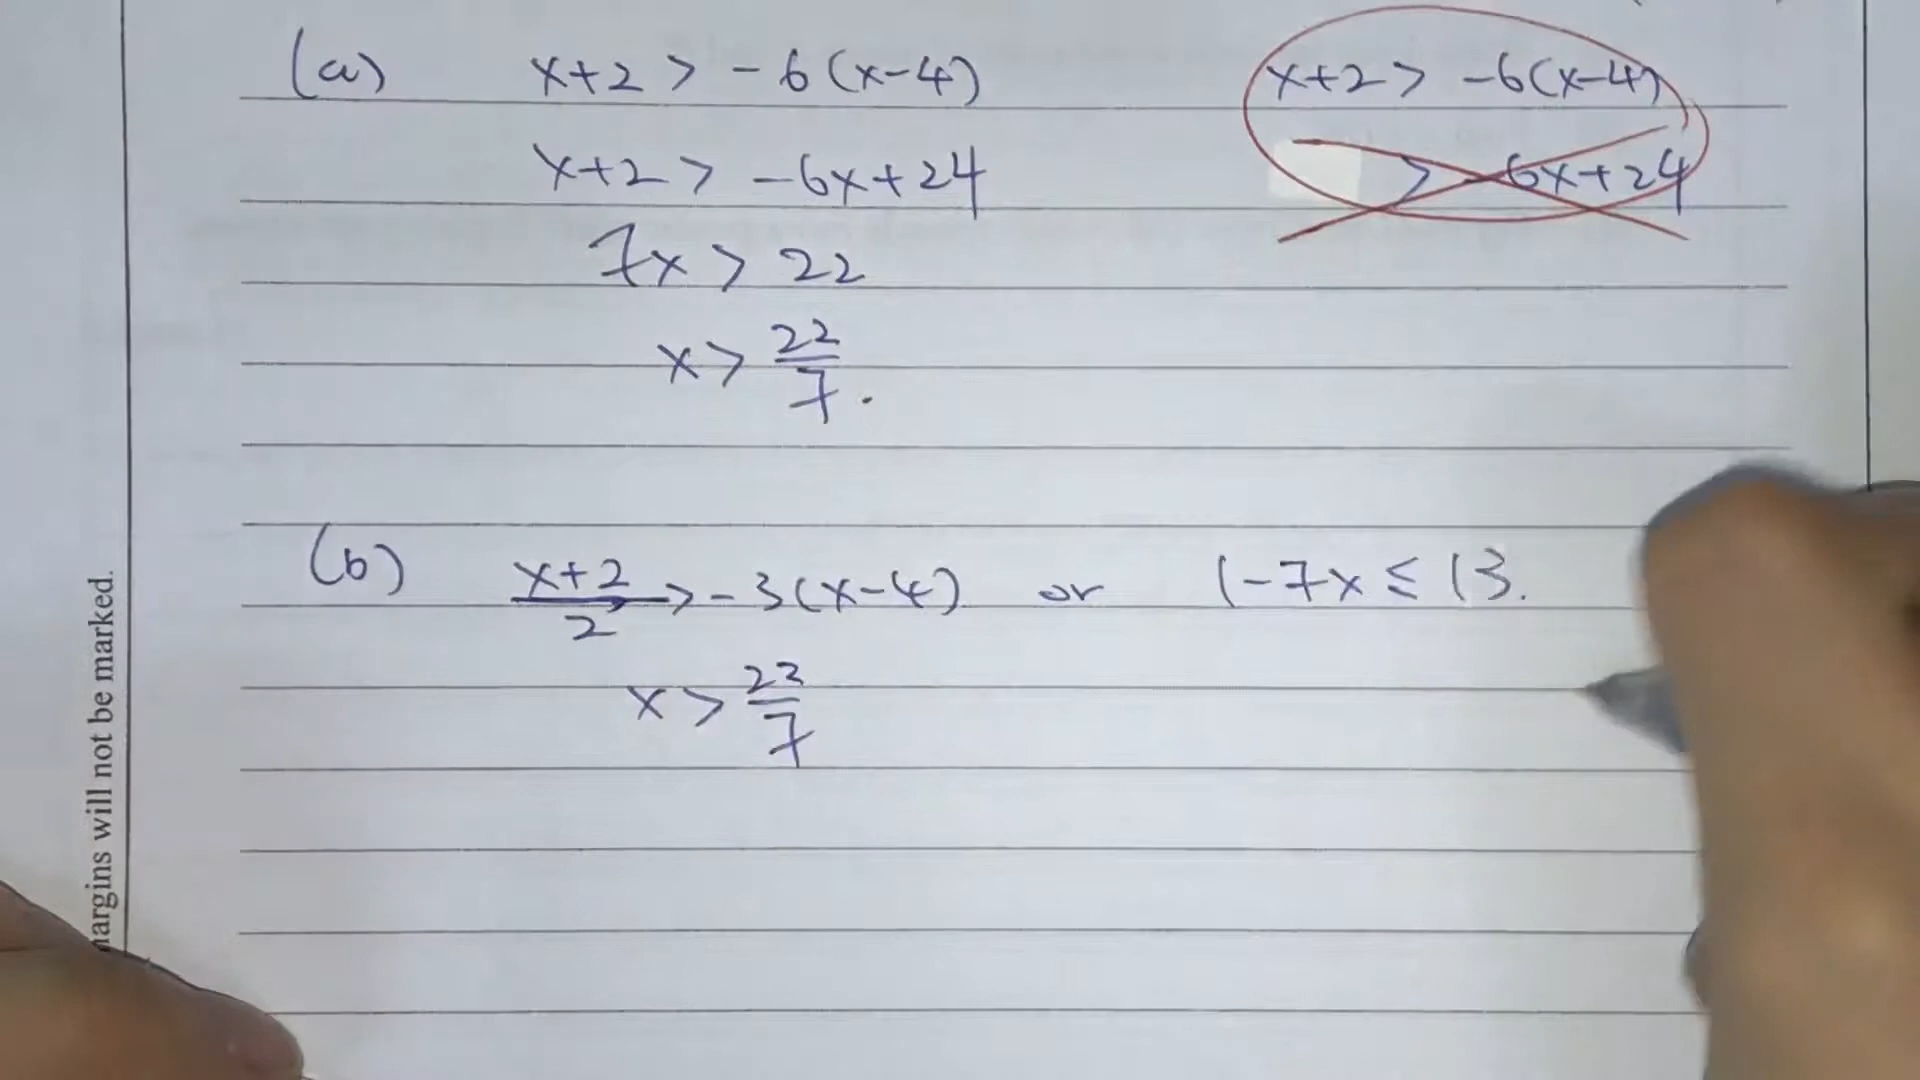 (a) x+2 > -6(x-4) x+2 > -6(x-4)
x+2 > -6x+24 > -6x+24
7x > 22
x > 22/7.
(b) (x+2)/2 > -3(x-4) or 1-7x ≤ 13.
x > 22/7
margins will not be marked.